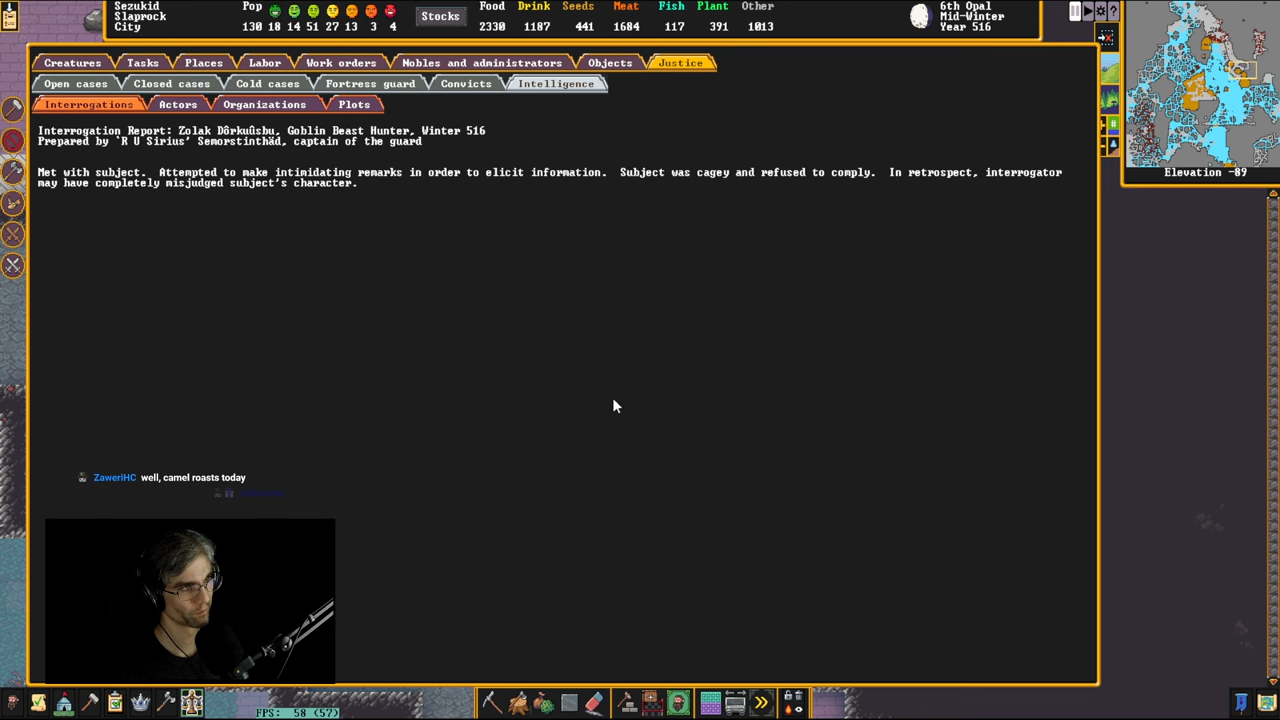 Sezukid
Slaprock
City
Pop
130 18 14 51 27 13 3 4
Stocks
Food Drink Seeds Meat Fish Plant Other
2330 1187 441 1684 117 391 1013
6th Opal
Mid-Winter
Year 516
Creatures Tasks Places Labor Work orders Nobles and administrators Objects Justice
Open cases Closed cases Cold cases Fortress guard Convicts Intelligence
Interrogations Actors Organizations Plots
Interrogation Report: Zolak Dôrkuûsbu, Goblin Beast Hunter, Winter 516
Prepared by `R U Sirius' Semorstinthäd, captain of the guard
Met with subject. Attempted to make intimidating remarks in order to elicit information. Subject was cagey and refused to comply. In retrospect, interrogator
may have completely misjudged subject's character.
Elevation -89
ZaweriHC well, camel roasts today
FPS: 58 (57)